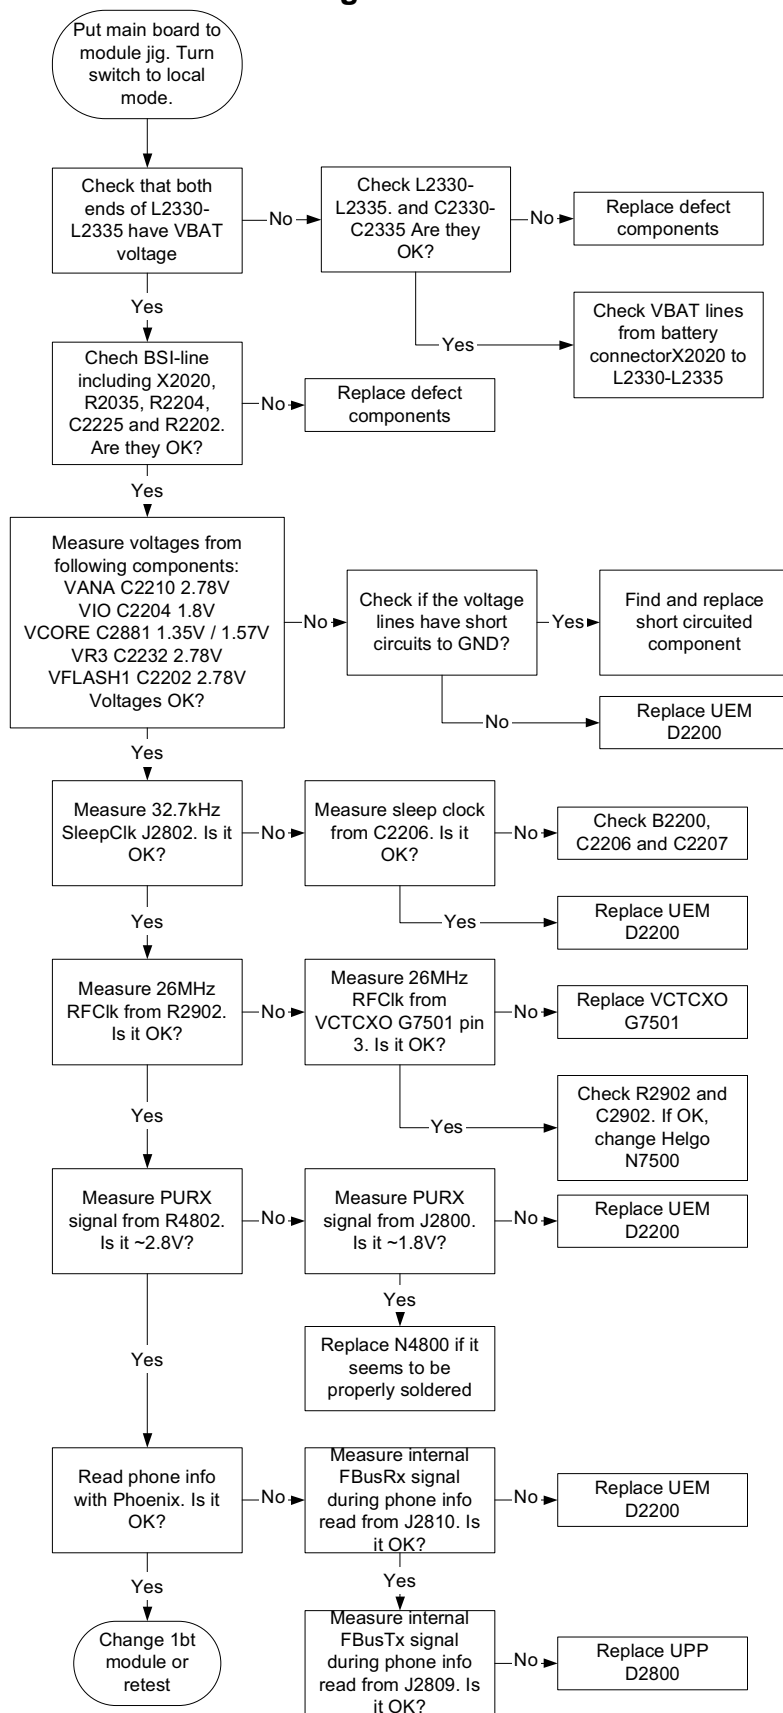 Put main board to
module jig. Turn
switch to local
mode.
Check that both
ends of L2330-
L2335 have VBAT
voltage
No
Check L2330-
L2335. and C2330-
C2335 Are they
OK?
No
Replace defect
components
Yes
Yes
Check VBAT lines
from battery
connectorX2020 to
L2330-L2335
Chech BSI-line
including X2020,
R2035, R2204,
C2225 and R2202.
Are they OK?
No
Replace defect
components
Yes
Measure voltages from
following components:
VANA C2210 2.78V
VIO C2204 1.8V
VCORE C2881 1.35V / 1.57V
VR3 C2232 2.78V
VFLASH1 C2202 2.78V
Voltages OK?
No
Check if the voltage
lines have short
circuits to GND?
Yes
Find and replace
short circuited
component
No
Replace UEM
D2200
Yes
Measure 32.7kHz
SleepClk J2802. Is it
OK?
No
Measure sleep clock
from C2206. Is it
OK?
No
Check B2200,
C2206 and C2207
Yes
Yes
Replace UEM
D2200
Measure 26MHz
RFClk from R2902.
Is it OK?
No
Measure 26MHz
RFClk from
VCTCXO G7501 pin
3. Is it OK?
No
Replace VCTCXO
G7501
Yes
Yes
Check R2902 and
C2902. If OK,
change Helgo
N7500
Measure PURX
signal from R4802.
Is it ~2.8V?
No
Measure PURX
signal from J2800.
Is it ~1.8V?
No
Replace UEM
D2200
Yes
Yes
Replace N4800 if it
seems to be
properly soldered
Read phone info
with Phoenix. Is it
OK?
No
Measure internal
FBusRx signal
during phone info
read from J2810. Is
it OK?
No
Replace UEM
D2200
Yes
Yes
Change 1bt
module or
retest
Measure internal
FBusTx signal
during phone info
read from J2809. Is
it OK?
No
Replace UPP
D2800